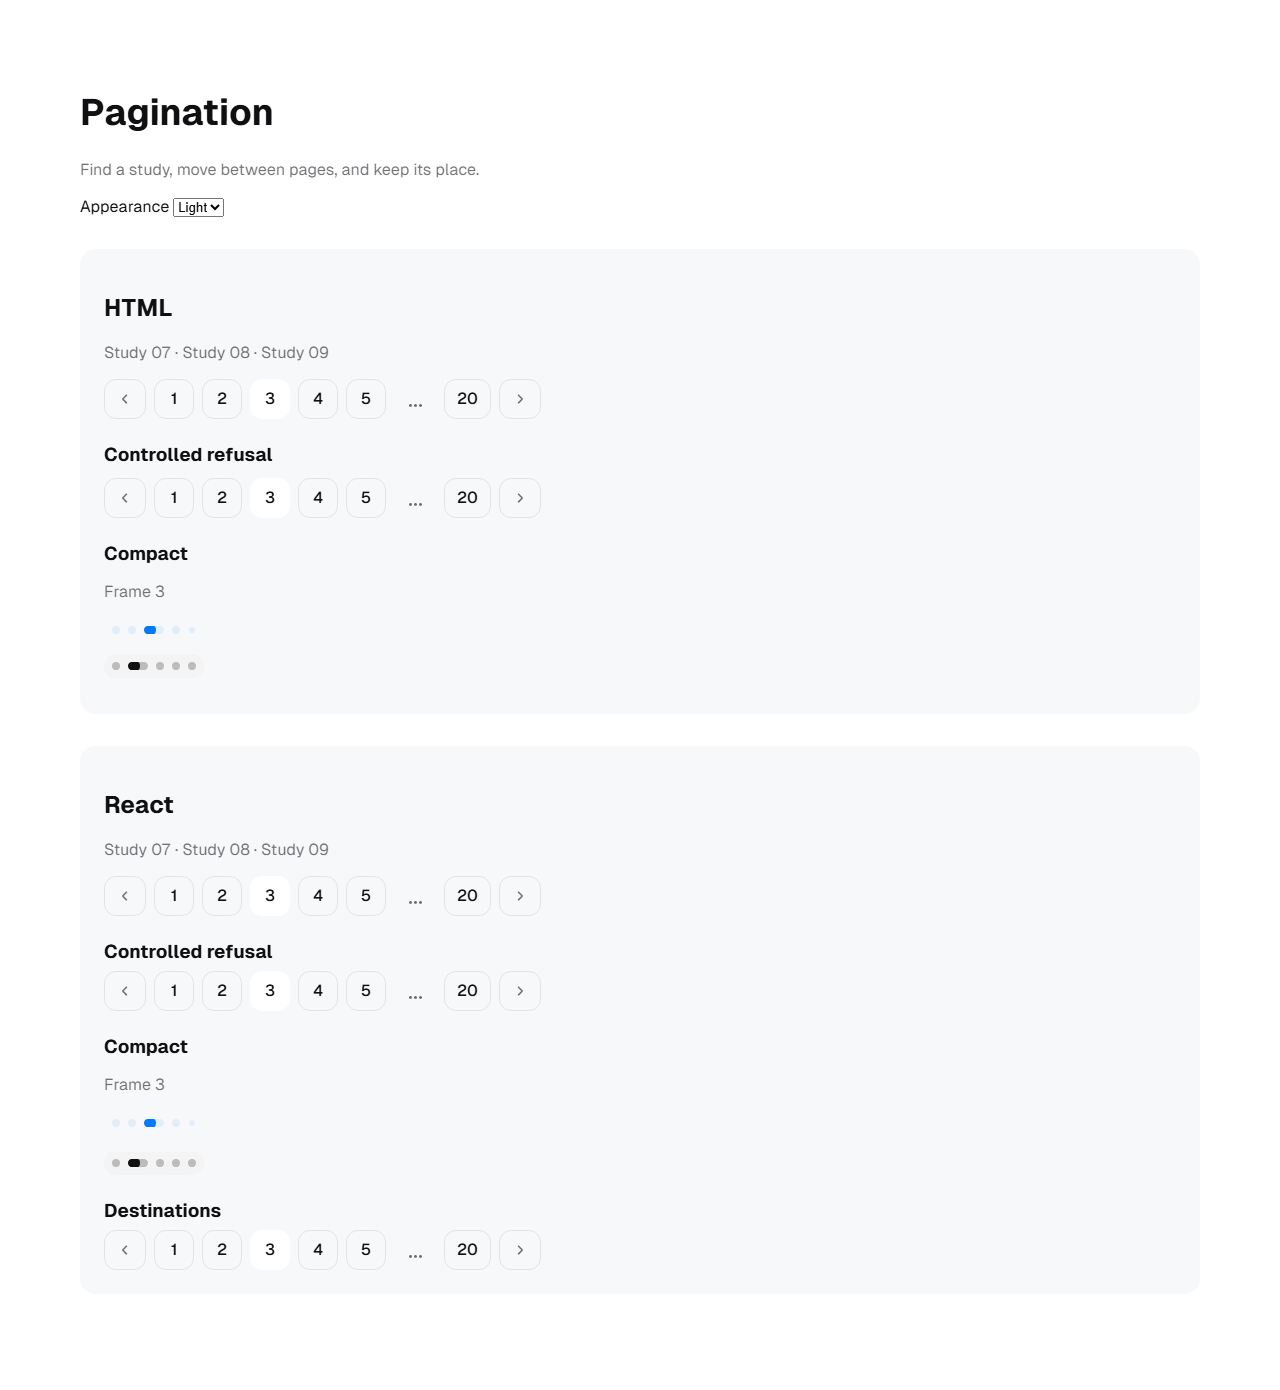 Pagination
Find a study, move between pages, and keep its place.
Appearance Light
HTML
Study 07 · Study 08 · Study 09
1 2 3 4 5 ... 20
Controlled refusal
1 2 3 4 5 ... 20
Compact
Frame 3
React
Study 07 · Study 08 · Study 09
1 2 3 4 5 ... 20
Controlled refusal
1 2 3 4 5 ... 20
Compact
Frame 3
Destinations
1 2 3 4 5 ... 20